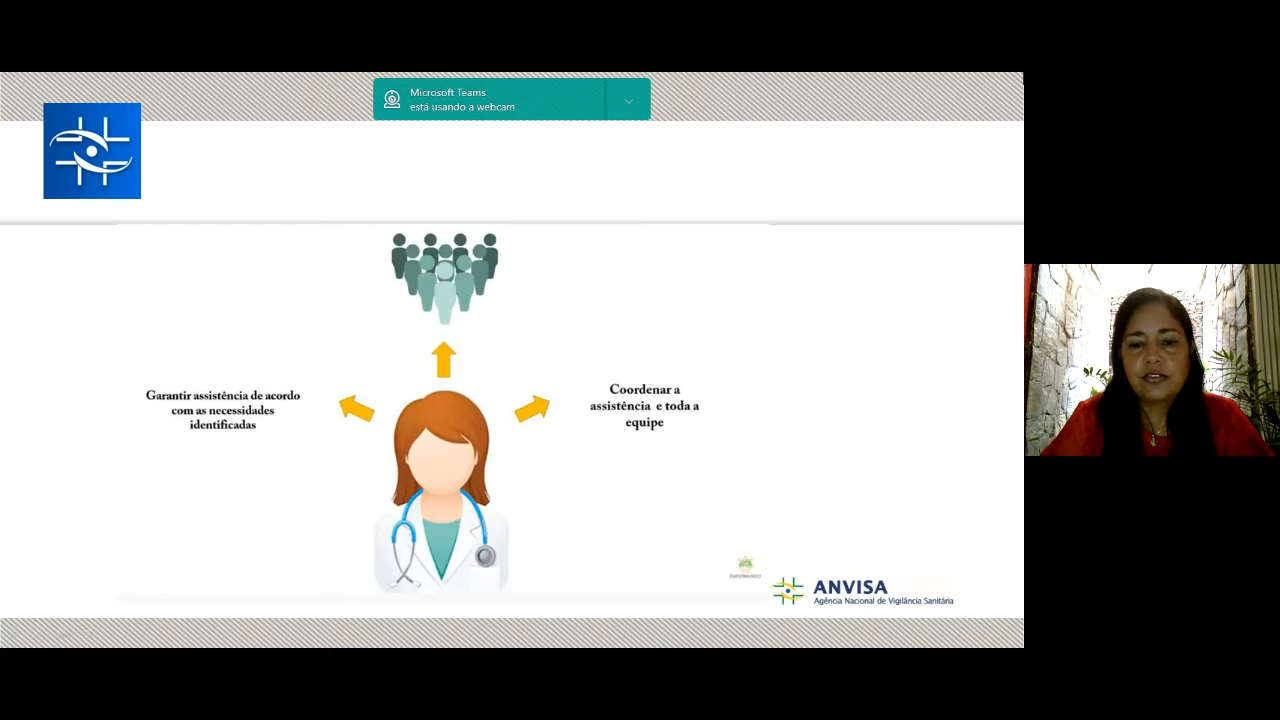 Microsoft Teams
está usando a webcam
Garantir assistência de acordo
com as necessidades
identificadas
Coordenar a
assistência e toda a
equipe
ANVISA
Agência Nacional de Vigilância Sanitária